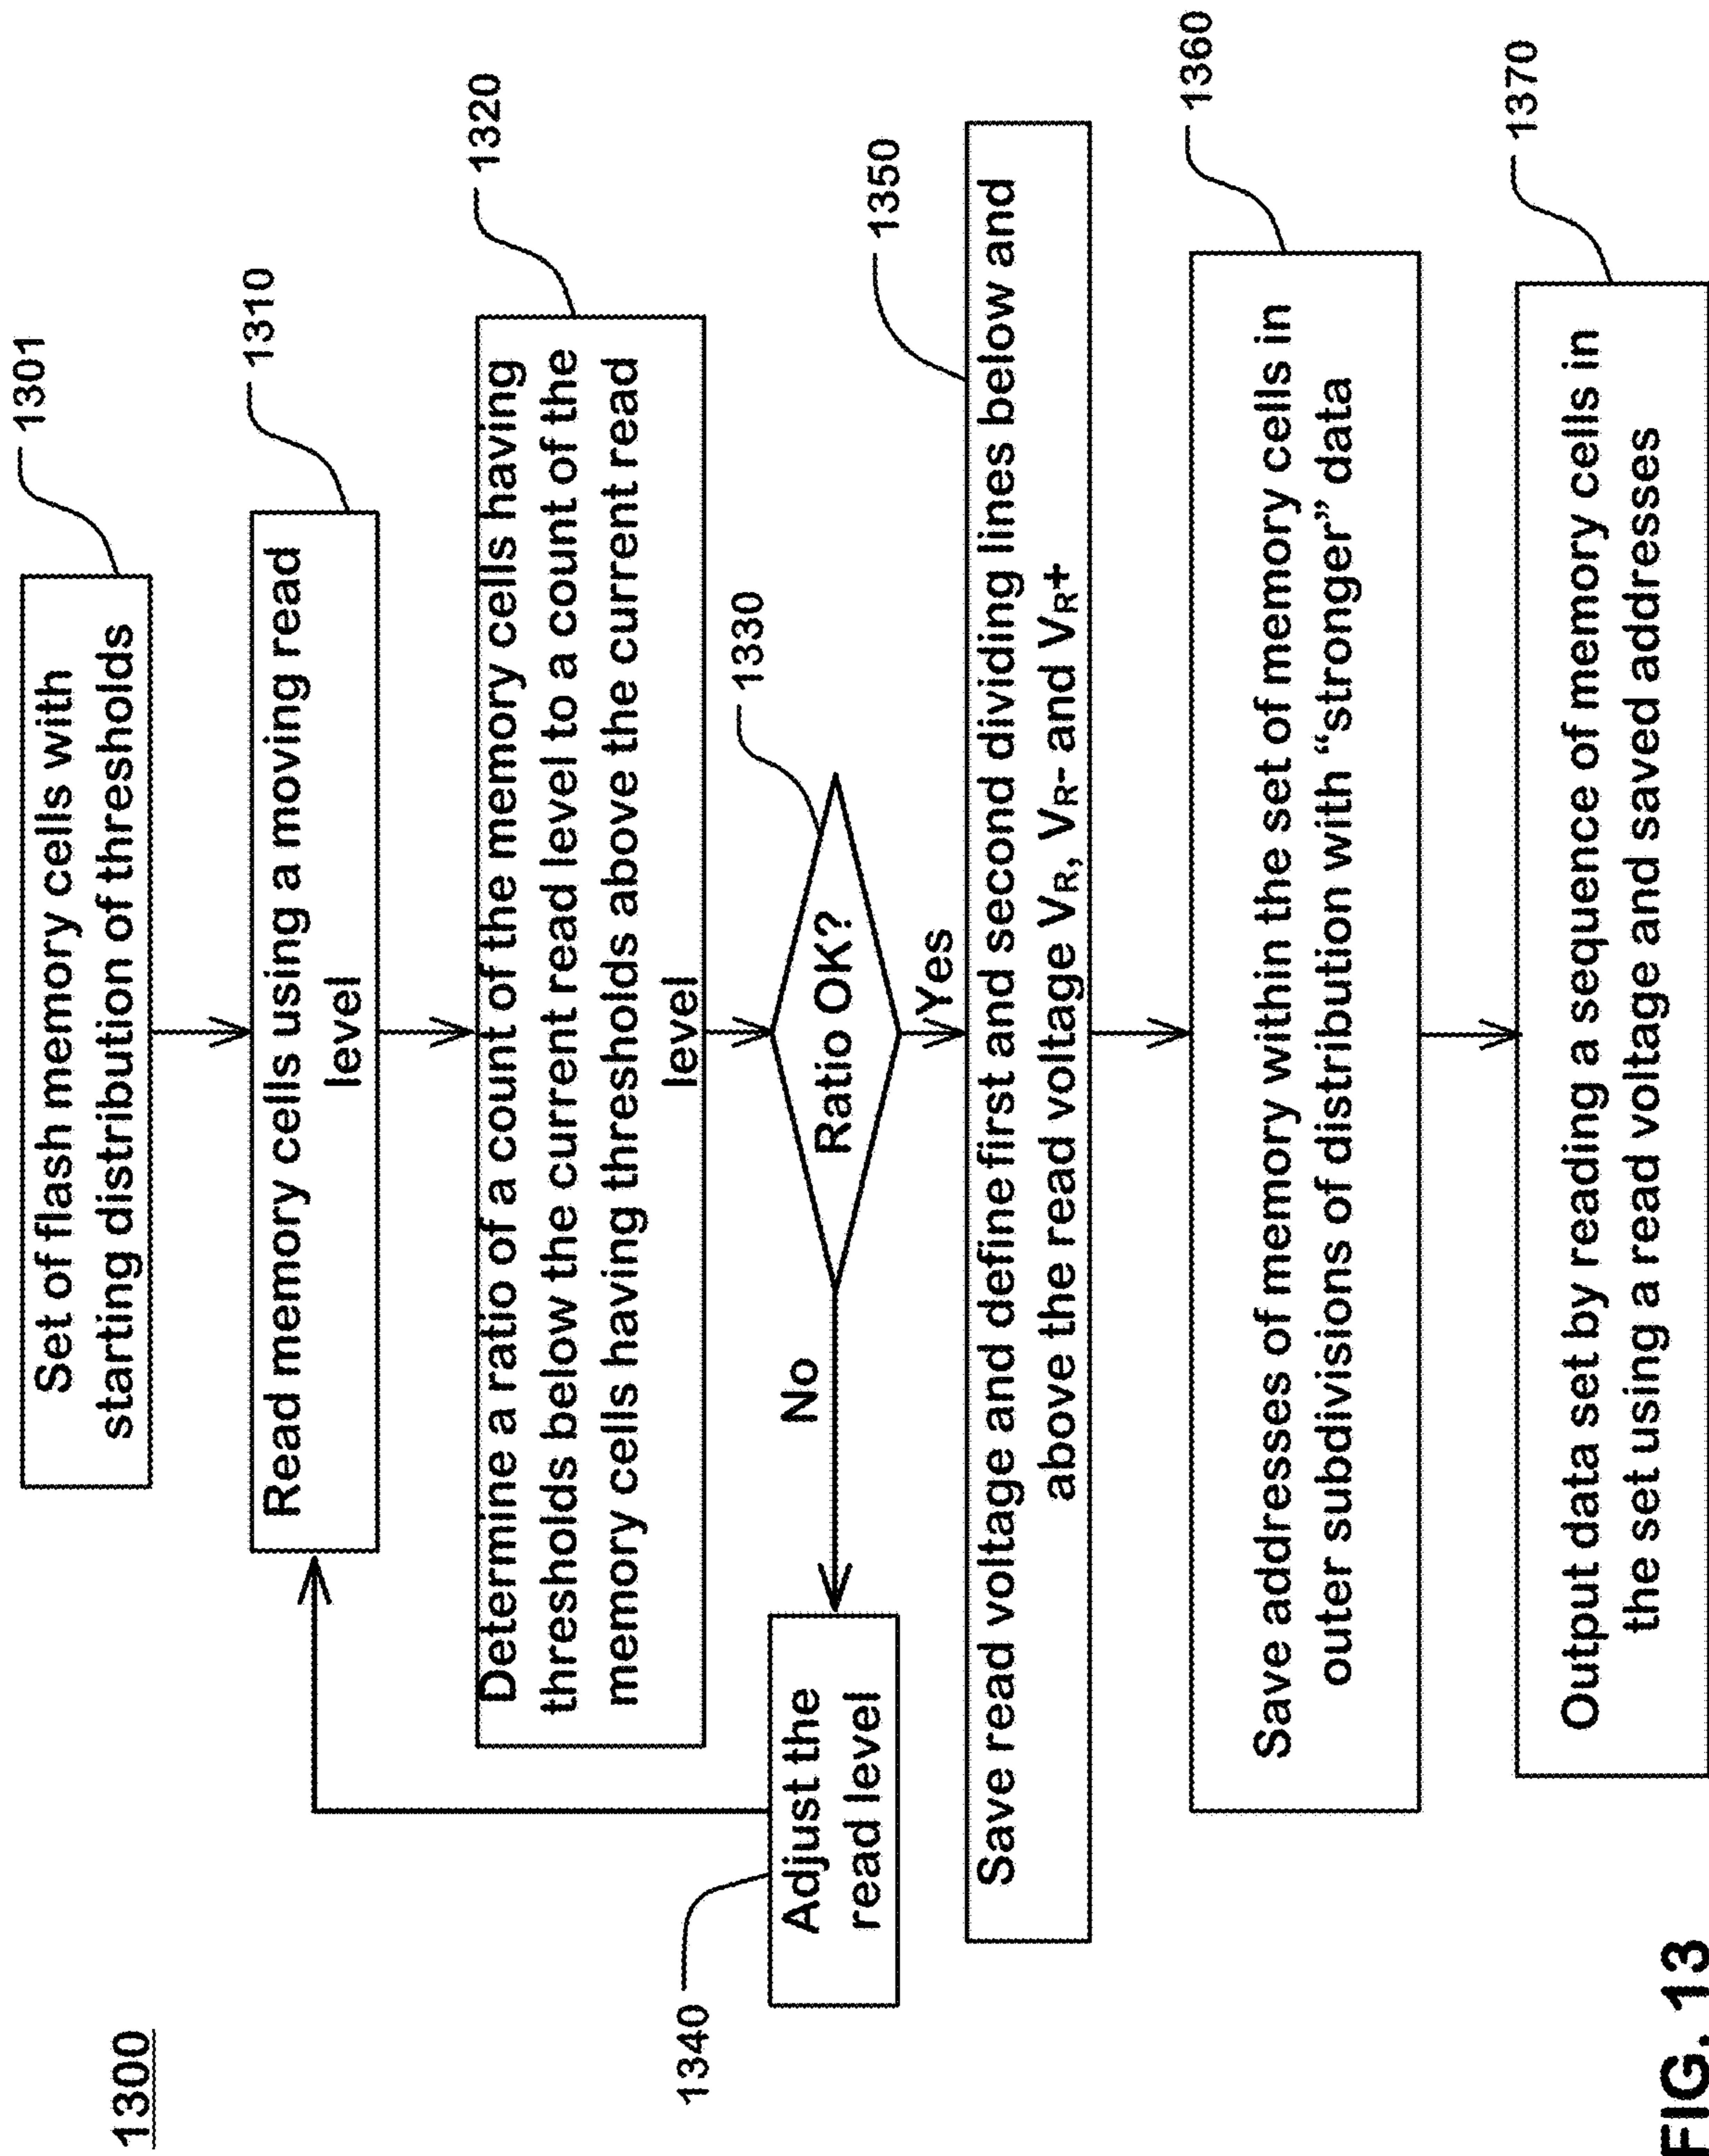 1300
Set of flash memory cells with
starting distribution of thresholds
1301
Read memory cells using a moving read
level
1310
Determine a ratio of a count of the memory cells having
thresholds below the current read level to a count of the
memory cells having thresholds above the current read
level
1320
Ratio OK?
1330
No
Yes
Adjust the
read level
1340
Save read voltage and define first and second dividing lines below and
above the read voltage VR, VR- and VR+
1350
Save addresses of memory within the set of memory cells in
outer subdivisions of distribution with “stronger” data
1360
Output data set by reading a sequence of memory cells in
the set using a read voltage and saved addresses
1370
FIG. 13